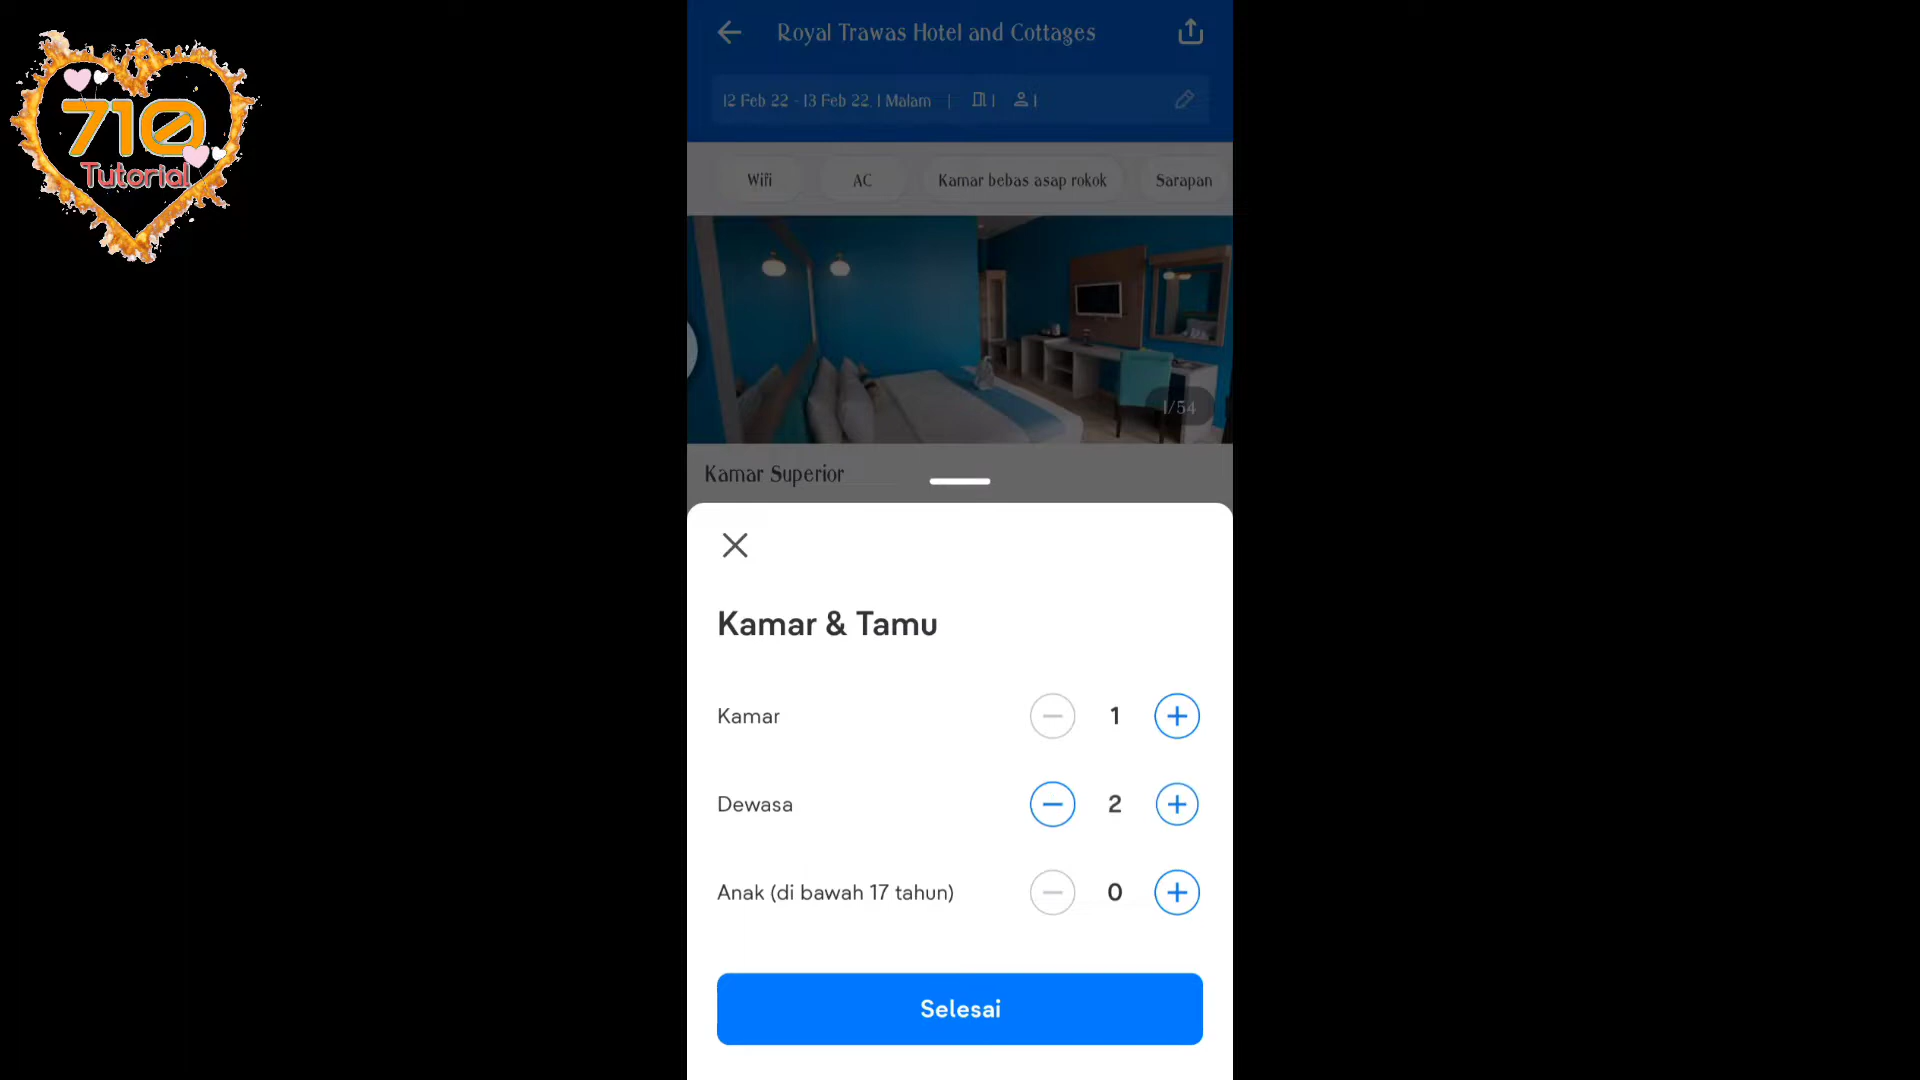 710
Tutorial
Royal Trawas Hotel and Cottages
12 Feb 22 - 13 Feb 22, 1 Malam | 1 1
Wifi AC Kamar bebas asap rokok Sarapan
1/54
Kamar Superior
Kamar & Tamu
Kamar 1
Dewasa 2
Anak (di bawah 17 tahun) 0
Selesai